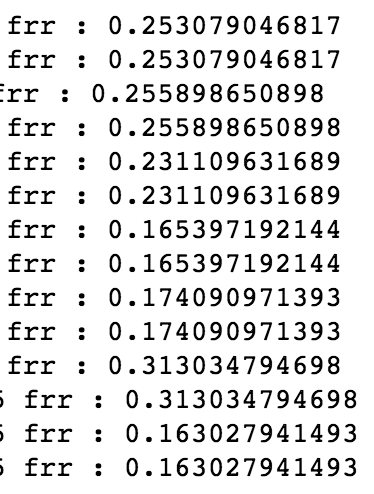 frr : 0.253079046817
frr : 0.253079046817
frr : 0.255898650898
frr : 0.255898650898
frr : 0.231109631689
frr : 0.231109631689
frr : 0.165397192144
frr : 0.165397192144
frr : 0.174090971393
frr : 0.174090971393
frr : 0.313034794698
frr : 0.313034794698
frr : 0.163027941493
frr : 0.163027941493